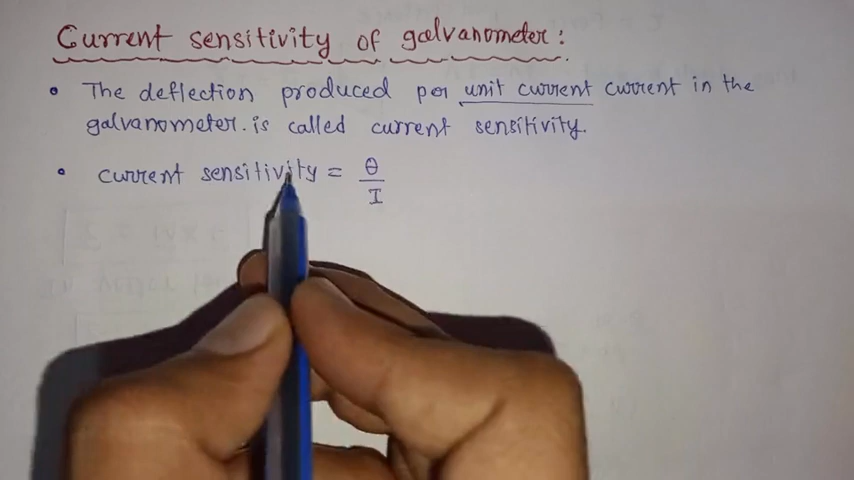 Current sensitivity of galvanometer:
• The deflection produced per unit current current in the
galvanometer. is called current sensitivity.
• current sensitivity = θ/I